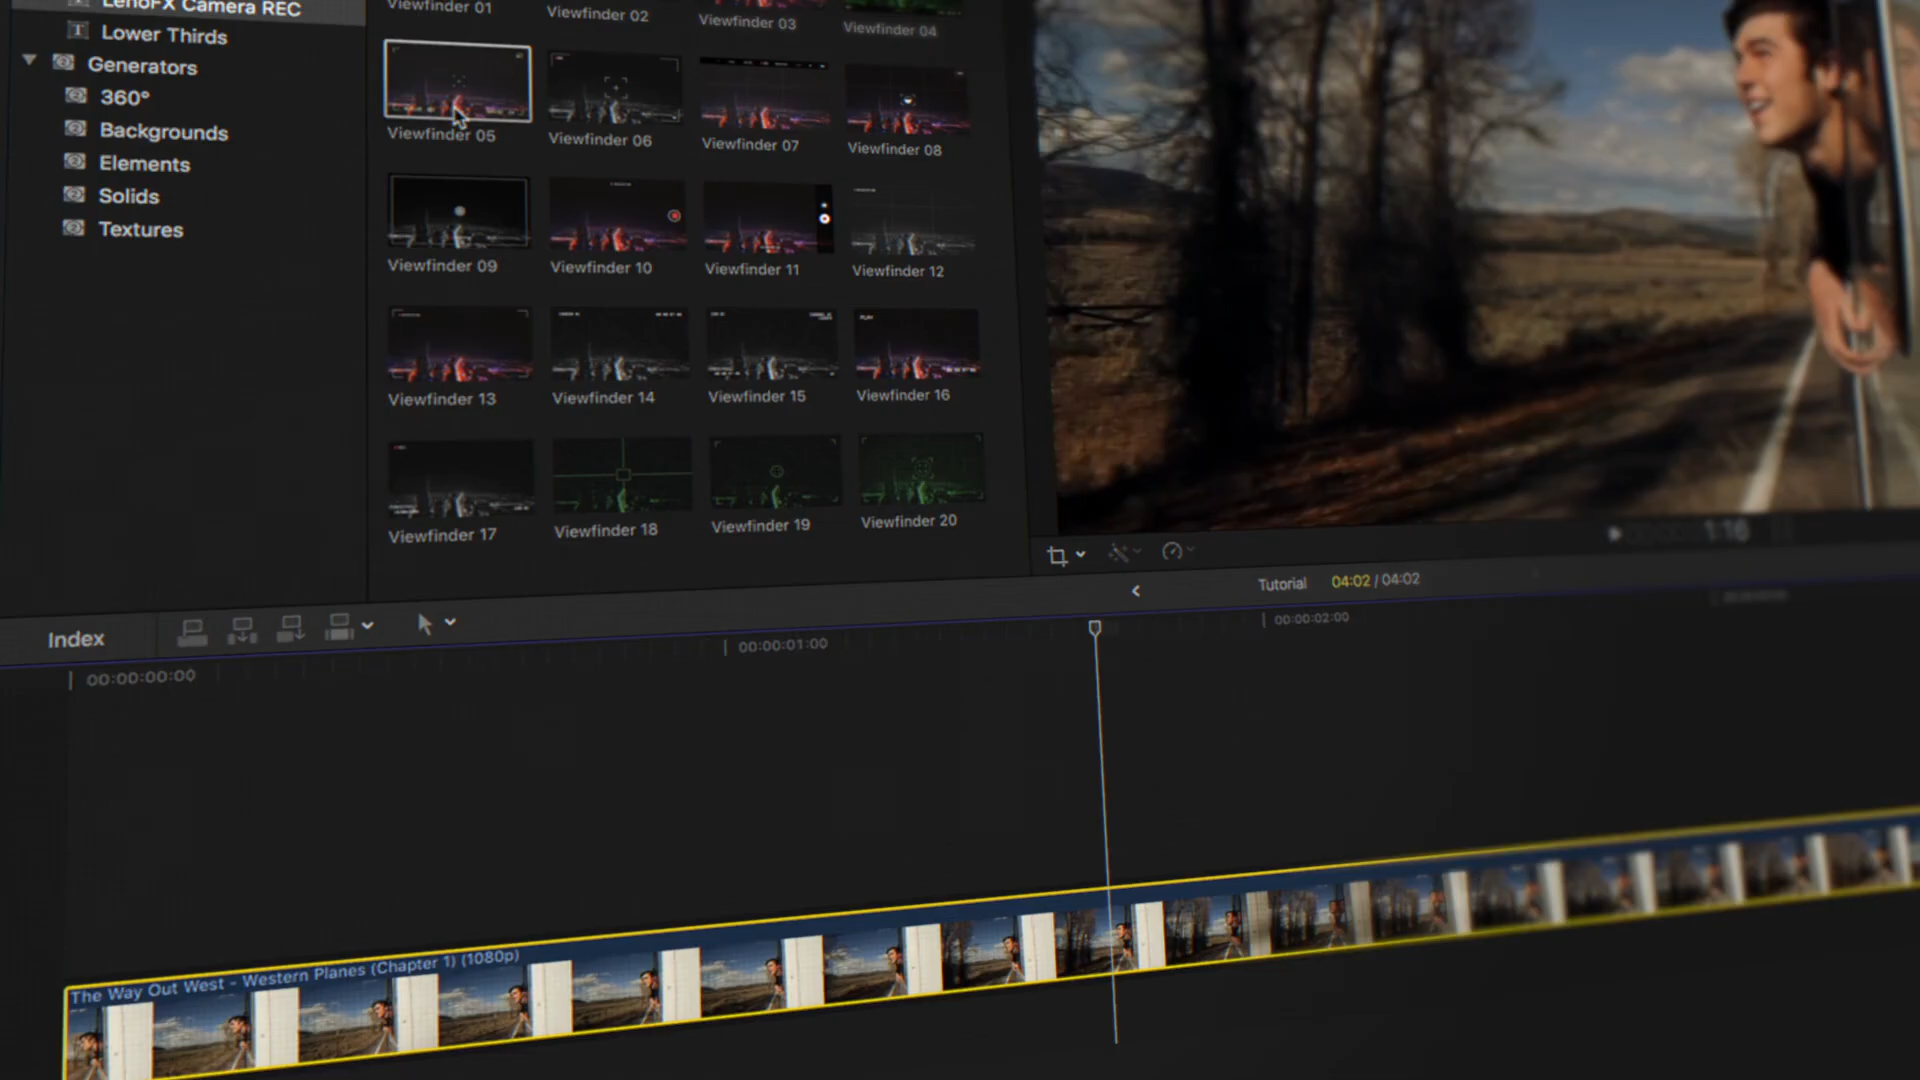 LenoFX Camera REC
Lower Thirds
Generators
360°
Backgrounds
Elements
Solids
Textures
Viewfinder 01
Viewfinder 02
Viewfinder 03
Viewfinder 04
Viewfinder 05
Viewfinder 06
Viewfinder 07
Viewfinder 08
Viewfinder 09
Viewfinder 10
Viewfinder 11
Viewfinder 12
Viewfinder 13
Viewfinder 14
Viewfinder 15
PLAY
Viewfinder 16
Viewfinder 17
Viewfinder 18
Viewfinder 19
Viewfinder 20
1:16
Tutorial 04:02 / 04:02
Index
00:00:00:00
00:00:01:00
00:00:02:00
The Way Out West - Western Planes (Chapter 1) (1080p)